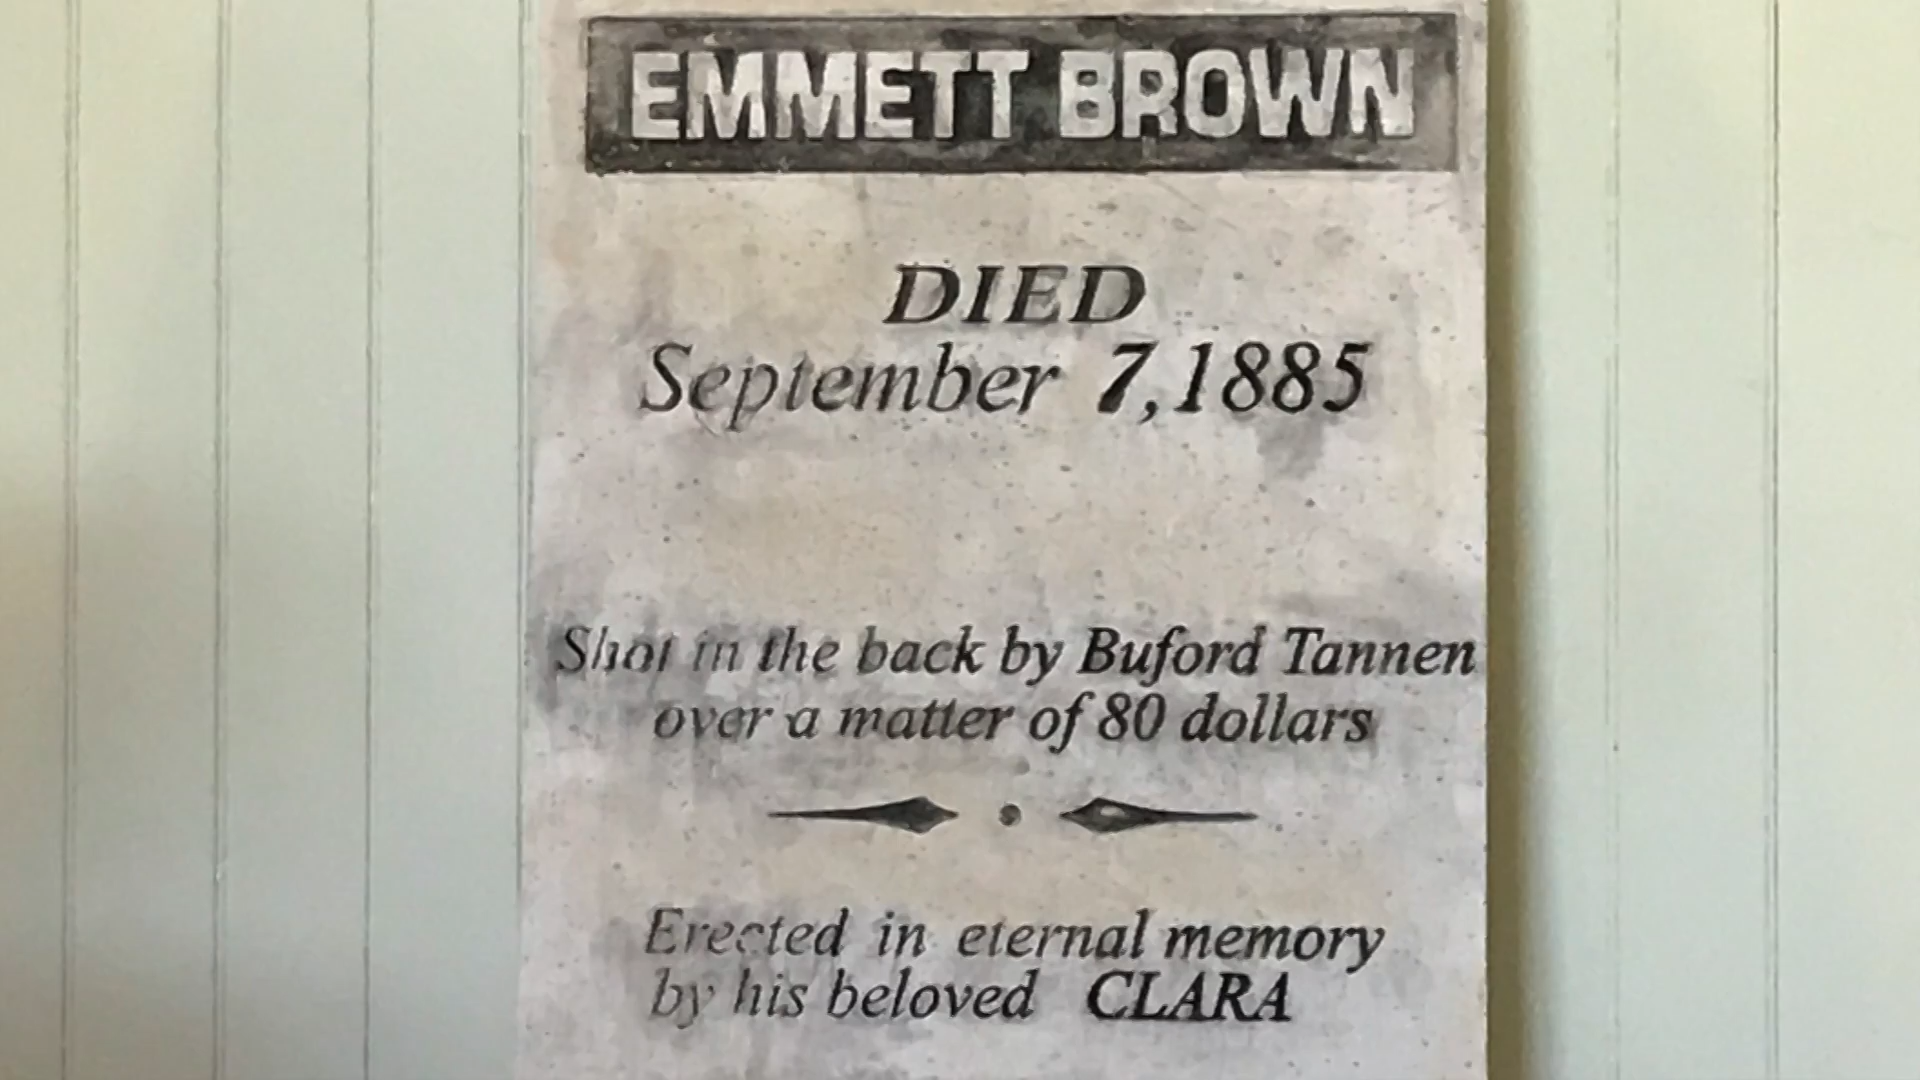 EMMETT BROWN
DIED
September 7,1885
Shot in the back by Buford Tannen
over a matter of 80 dollars
Erected in eternal memory
by his beloved CLARA